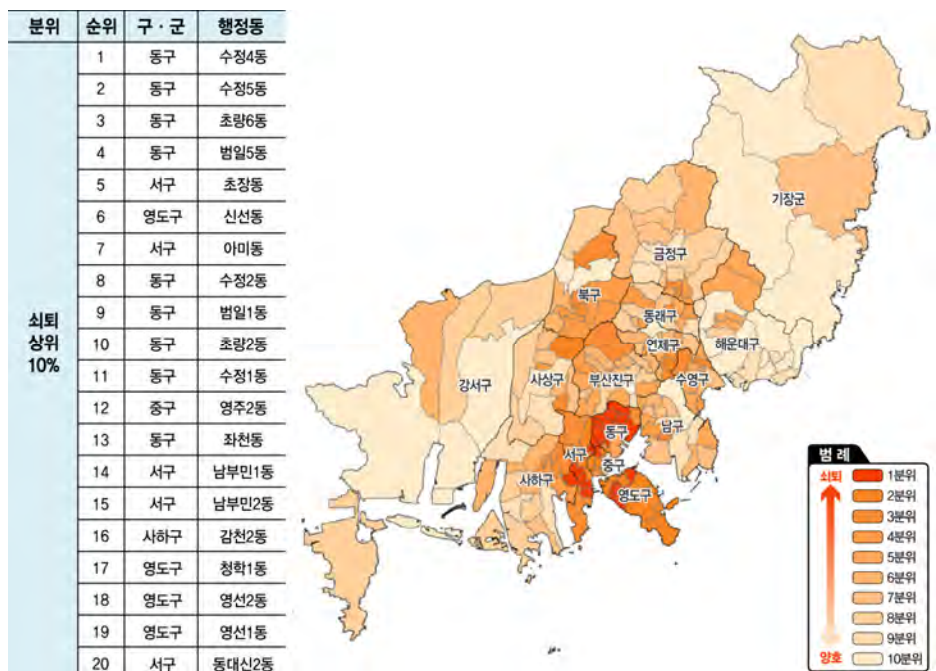 분위 순위 구·군 행정동
쇠퇴
상위
10%
1 동구 수정4동
2 동구 수정5동
3 동구 초량6동
4 동구 범일5동
5 서구 초장동
6 영도구 신선동
7 서구 아미동
8 동구 수정2동
9 동구 범일1동
10 동구 초량2동
11 동구 수정1동
12 중구 영주2동
13 동구 좌천동
14 서구 남부민1동
15 서구 남부민2동
16 사하구 감천2동
17 영도구 청학1동
18 영도구 영선2동
19 영도구 영선1동
20 서구 동대신2동
기장군
금정구
북구
동래구
연제구
해운대구
강서구
사상구
부산진구
수영구
동구
남구
서구
중구
사하구
영도구
범례
쇠퇴
1분위
2분위
3분위
4분위
5분위
6분위
7분위
8분위
9분위
양호
10분위